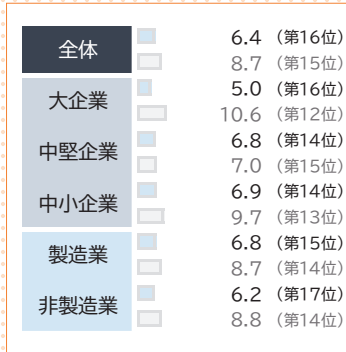 全体 6.4 (第16位)
8.7 (第15位)
大企業 5.0 (第16位)
10.6 (第12位)
中堅企業 6.8 (第14位)
7.0 (第15位)
中小企業 6.9 (第14位)
9.7 (第13位)
製造業 6.8 (第15位)
8.7 (第14位)
非製造業 6.2 (第17位)
8.8 (第14位)